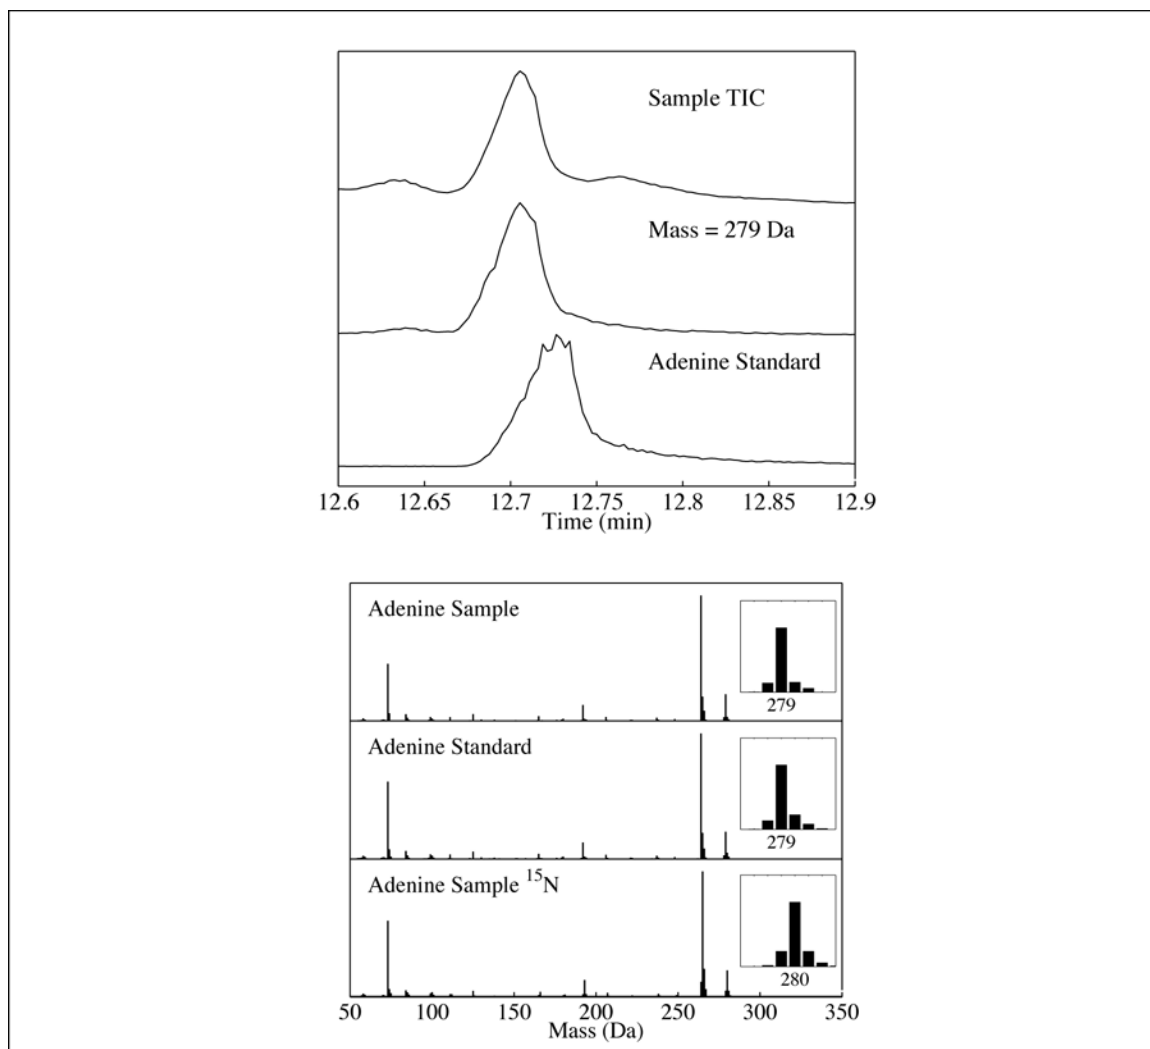 Sample TIC
Mass = 279 Da
Adenine Standard
12.6 12.65 12.7 12.75 12.8 12.85 12.9
Time (min)
Adenine Sample
279
Adenine Standard
279
Adenine Sample ¹⁵N
280
50 100 150 200 250 300 350
Mass (Da)